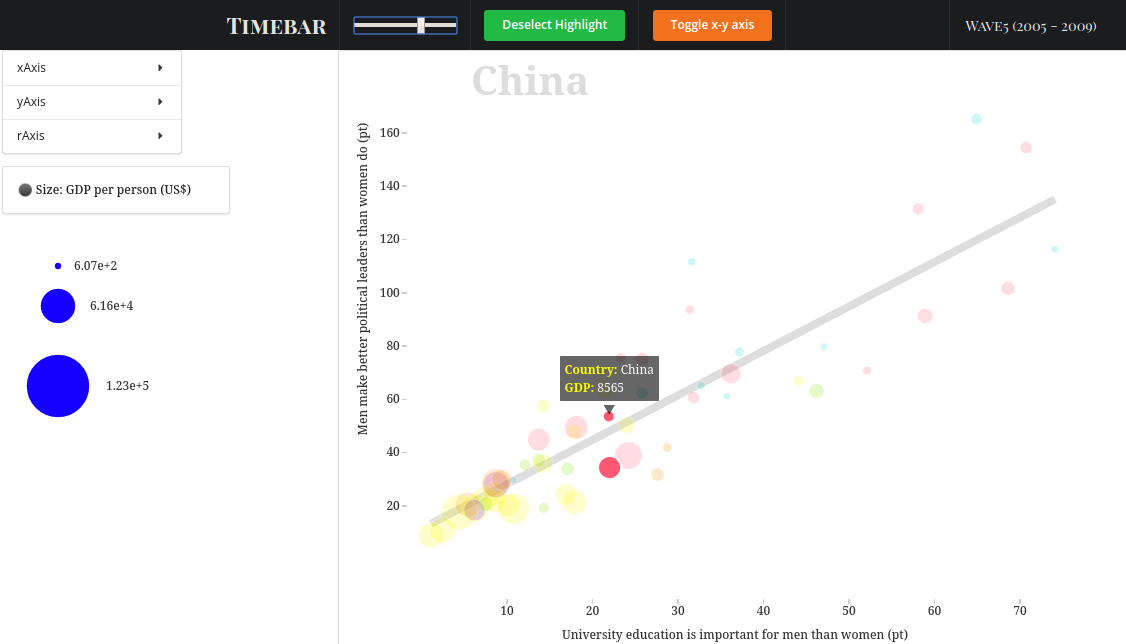 TIMEBAR
Deselect Highlight
Toggle x-y axis
WAVE5 (2005 - 2009)
xAxis
yAxis
rAxis
Size: GDP per person (US$)
6.07e+2
6.16e+4
1.23e+5
China
Men make better political leaders than women do (pt)
160
140
120
100
80
60
40
20
Country: China
GDP: 8565
10 20 30 40 50 60 70
University education is important for men than women (pt)